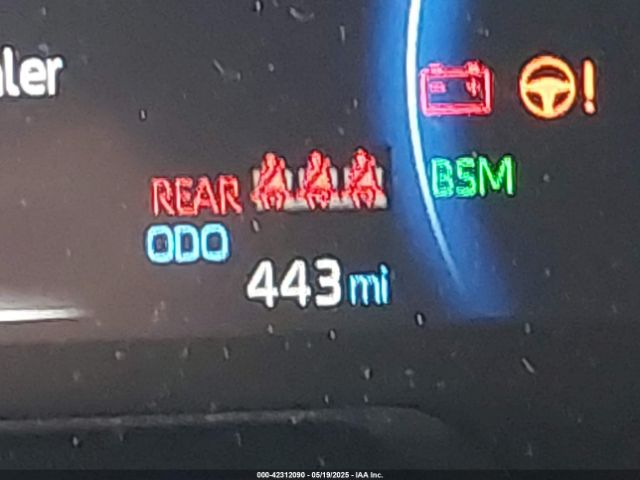 ler
BSM
REAR
ODO
443 mi
000-42312090 - 05/19/2025 - IAA Inc.